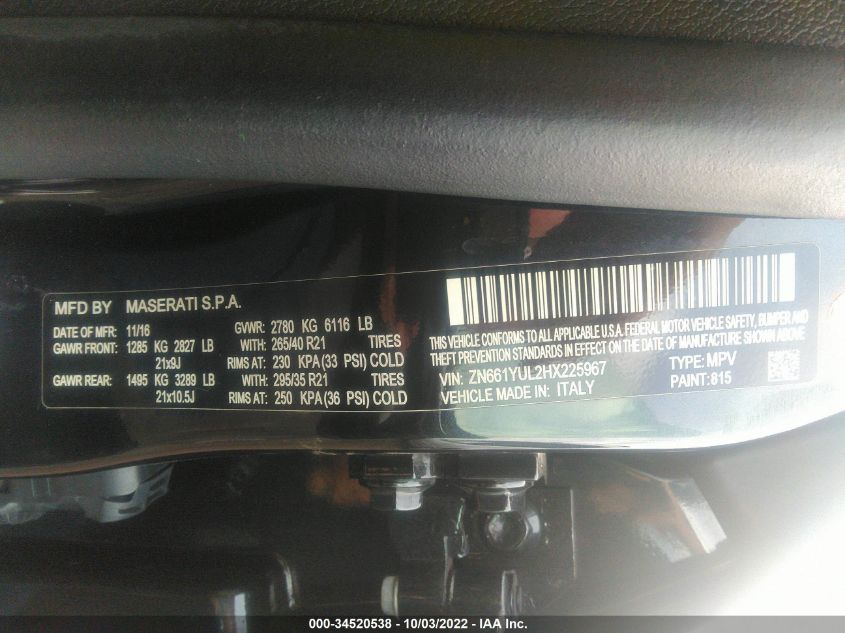 MFD BY MASERATI S.P.A.
DATE OF MFR: 11/16 GVWR: 2780 KG 6116 LB
GAWR FRONT: 1285 KG 2827 LB WITH: 265/40 R21 TIRES
21x9J RIMS AT: 230 KPA (33 PSI) COLD
GAWR REAR: 1495 KG 3289 LB WITH: 295/35 R21 TIRES
21x10.5J RIMS AT: 250 KPA (36 PSI) COLD
THIS VEHICLE CONFORMS TO ALL APPLICABLE U.S.A. FEDERAL MOTOR VEHICLE SAFETY, BUMPER AND
THEFT PREVENTION STANDARDS IN EFFECT ON THE DATE OF MANUFACTURE SHOWN ABOVE
VIN: ZN661YUL2HX225967 TYPE: MPV
VEHICLE MADE IN: ITALY PAINT: 815
000-34520538 - 10/03/2022 - IAA Inc.